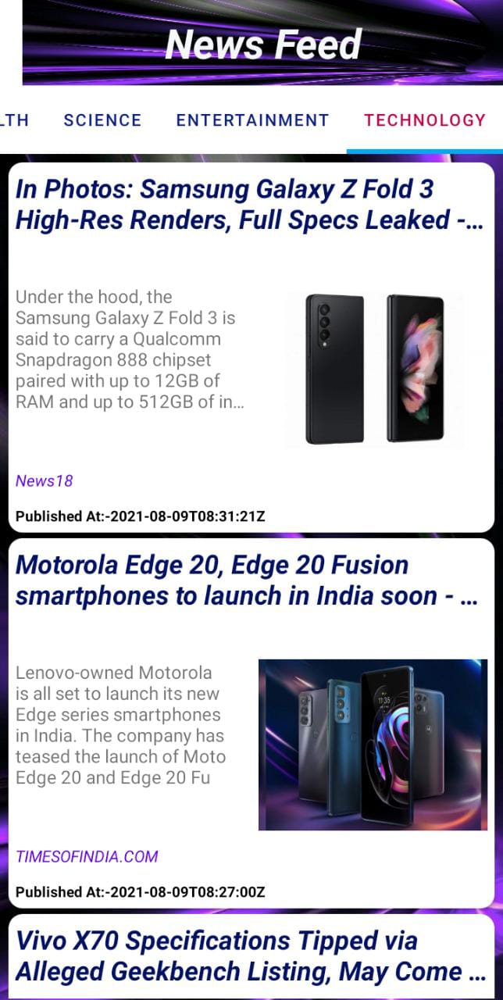 News Feed
LTH SCIENCE ENTERTAINMENT TECHNOLOGY
In Photos: Samsung Galaxy Z Fold 3
High-Res Renders, Full Specs Leaked -...
Under the hood, the
Samsung Galaxy Z Fold 3 is
said to carry a Qualcomm
Snapdragon 888 chipset
paired with up to 12GB of
RAM and up to 512GB of in...
News18
Published At:-2021-08-09T08:31:21Z
Motorola Edge 20, Edge 20 Fusion
smartphones to launch in India soon - ...
Lenovo-owned Motorola
is all set to launch its new
Edge series smartphones
in India. The company has
teased the launch of Moto
Edge 20 and Edge 20 Fu
11:35
TIMESOFINDIA.COM
Published At:-2021-08-09T08:27:00Z
Vivo X70 Specifications Tipped via
Alleged Geekbench Listing, May Come ...